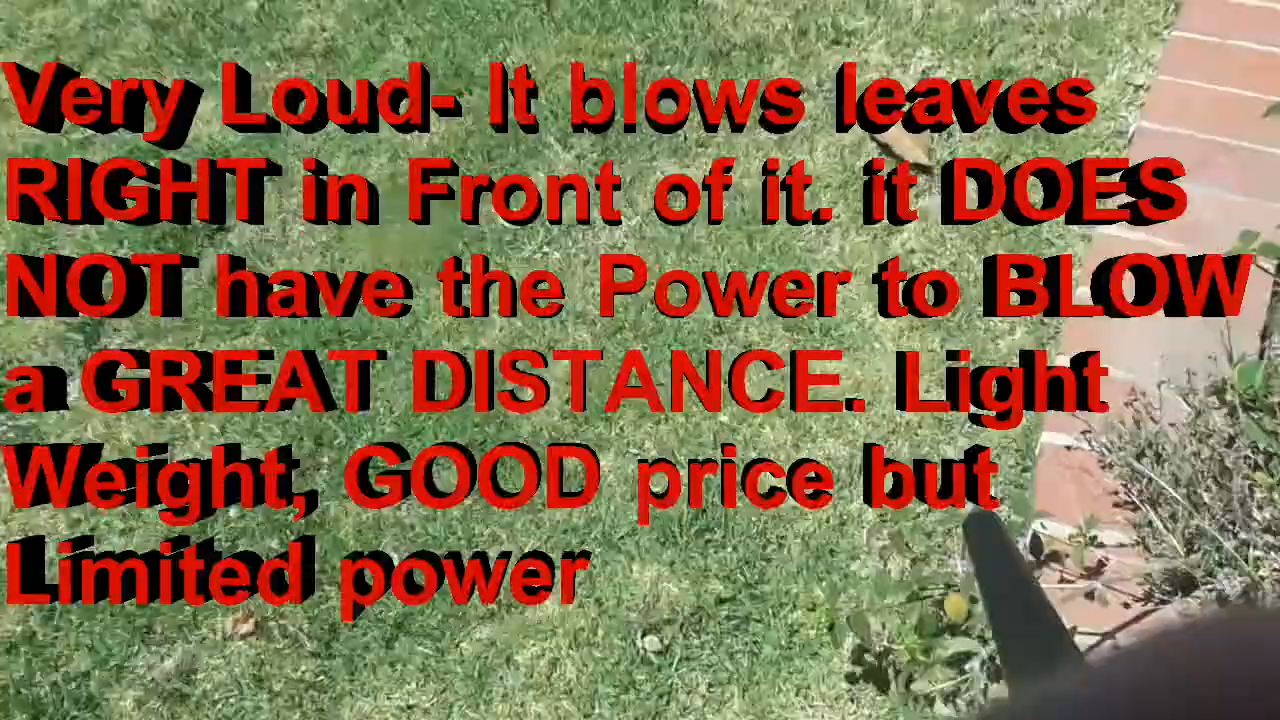 Very Loud- It blows leaves
RIGHT in Front of it. it DOES
NOT have the Power to BLOW
a GREAT DISTANCE. Light
Weight, GOOD price but
Limited power